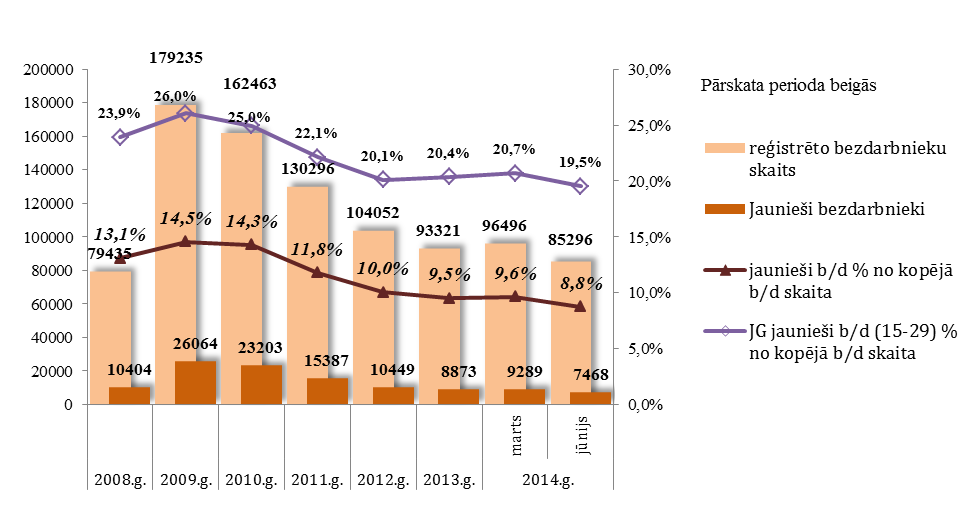 179235
200000
30,0%
162463
Pārskata perioda beigās
180000
26,0%
23,9%
25,0%
25,0%
160000
22,1%
20,1%
20,4%
20,7%
19,5%
reģistrēto bezdarbnieku
skaits
140000
130296
20,0%
120000
104052
Jaunieši bezdarbnieki
100000
13,1%
14,5%
14,3%
93321
96496
85296
15,0%
79435
11,8%
10,0%
9,5%
9,6%
8,8%
jaunieši b/d % no kopējā
b/d skaita
80000
10,0%
60000
JG jaunieši b/d (15-29) %
no kopējā b/d skaita
40000
10404
26064
23203
15387
10449
8873
9289
7468
5,0%
20000
0
0,0%
marts
jūnijs
2008.g.
2009.g.
2010.g.
2011.g.
2012.g.
2013.g.
2014.g.